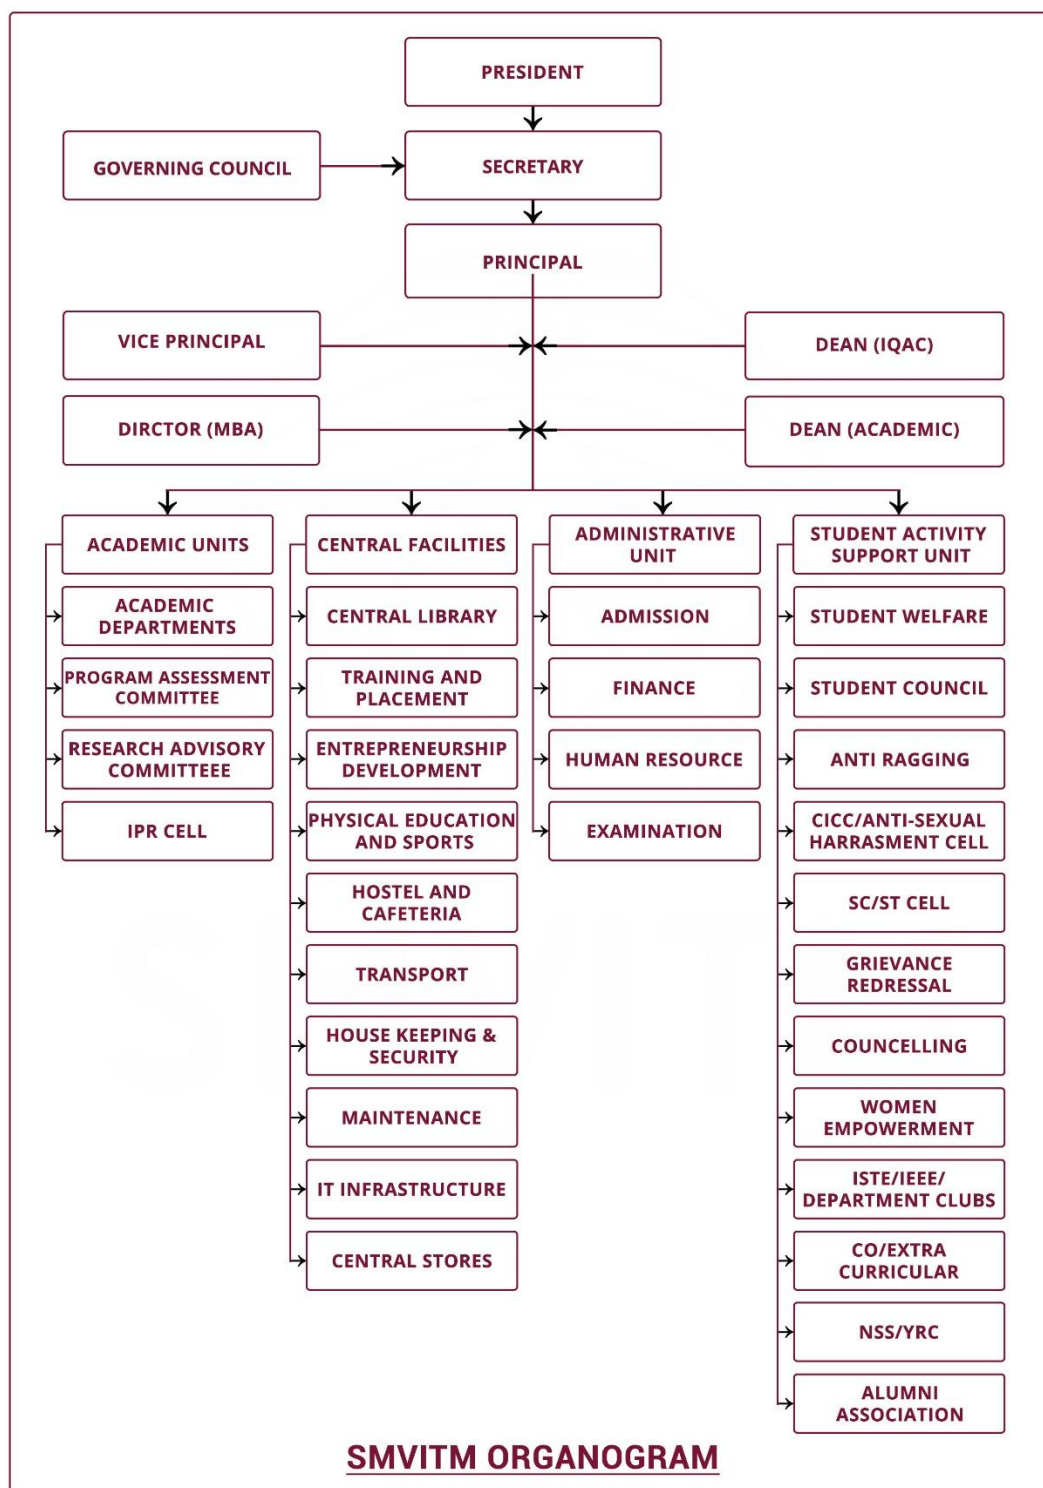 PRESIDENT
GOVERNING COUNCIL
SECRETARY
PRINCIPAL
VICE PRINCIPAL
DEAN (IQAC)
DIRCTOR (MBA)
DEAN (ACADEMIC)
ACADEMIC UNITS
ACADEMIC
DEPARTMENTS
PROGRAM ASSESSMENT
COMMITTEE
RESEARCH ADVISORY
COMMITTEEE
IPR CELL
CENTRAL FACILITIES
CENTRAL LIBRARY
TRAINING AND
PLACEMENT
ENTREPRENEURSHIP
DEVELOPMENT
PHYSICAL EDUCATION
AND SPORTS
HOSTEL AND
CAFETERIA
TRANSPORT
HOUSE KEEPING &
SECURITY
MAINTENANCE
IT INFRASTRUCTURE
CENTRAL STORES
ADMINISTRATIVE
UNIT
ADMISSION
FINANCE
HUMAN RESOURCE
EXAMINATION
STUDENT ACTIVITY
SUPPORT UNIT
STUDENT WELFARE
STUDENT COUNCIL
ANTI RAGGING
CICC/ANTI-SEXUAL
HARRASMENT CELL
SC/ST CELL
GRIEVANCE
REDRESSAL
COUNCELLING
WOMEN
EMPOWERMENT
ISTE/IEEE/
DEPARTMENT CLUBS
CO/EXTRA
CURRICULAR
NSS/YRC
ALUMNI
ASSOCIATION
SMVITM ORGANOGRAM